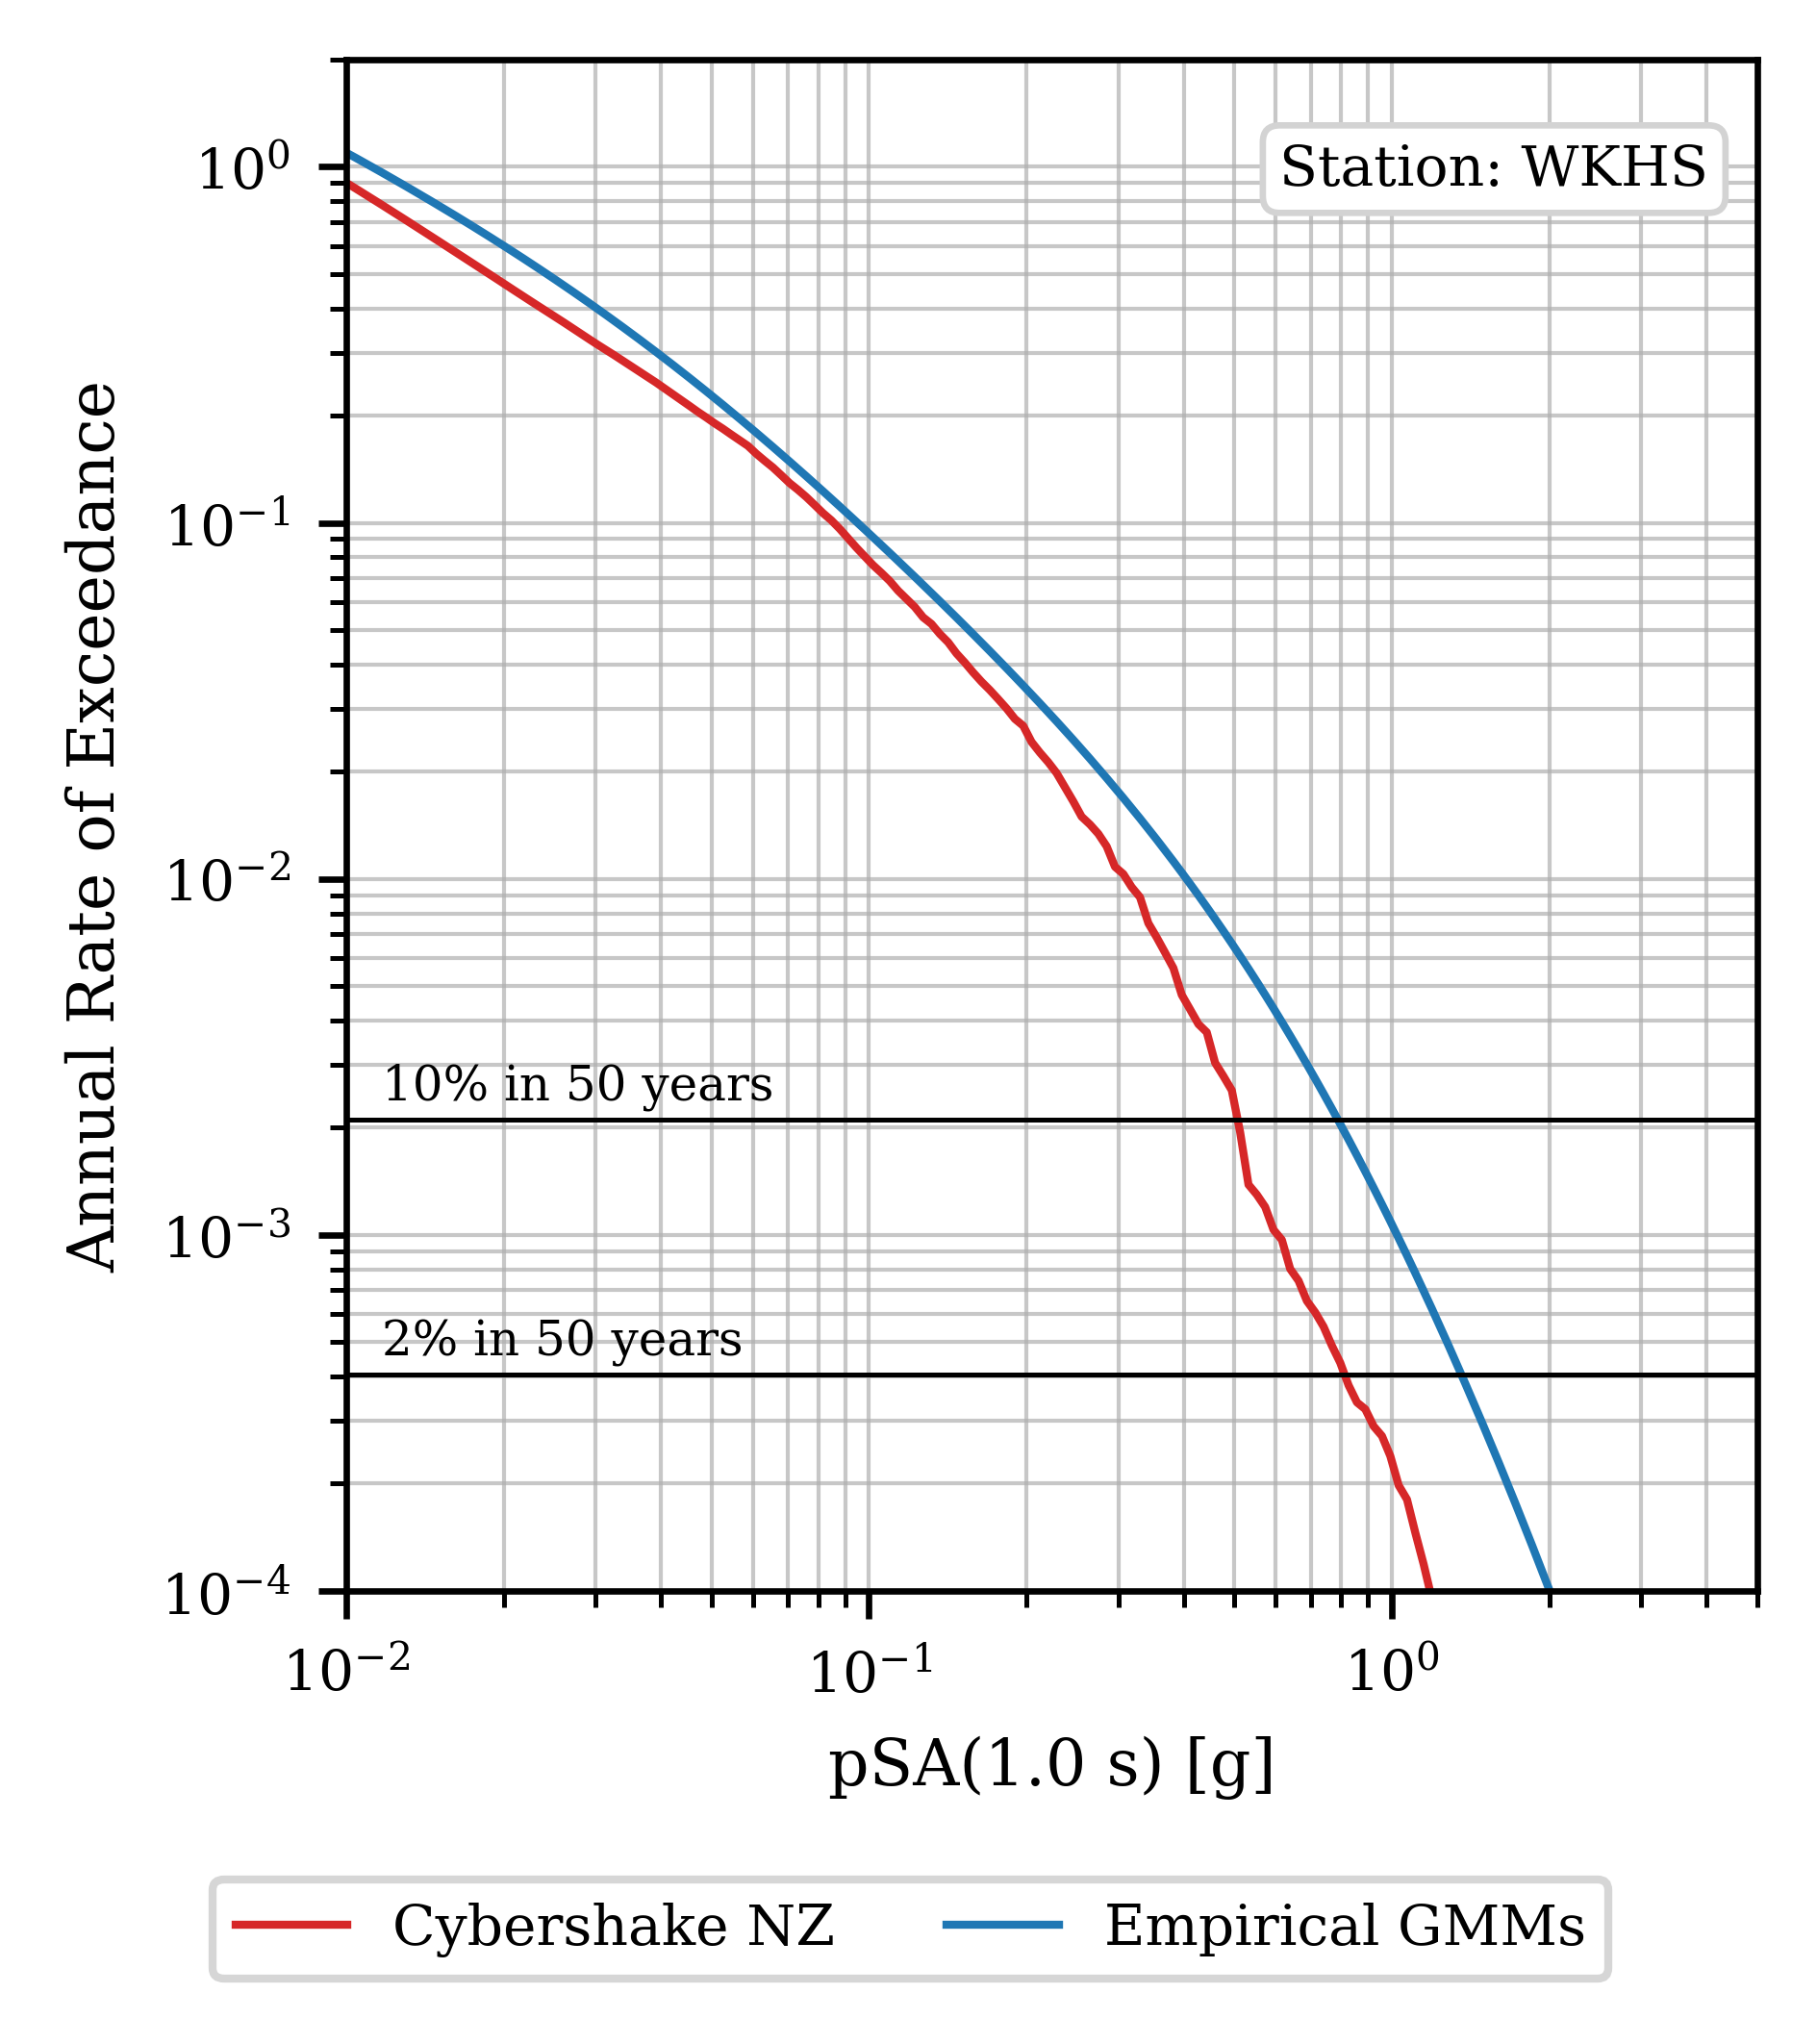 Station: WKHS
10⁰
10⁻¹
10⁻²
10⁻³
10⁻⁴
Annual Rate of Exceedance
10% in 50 years
2% in 50 years
10⁻²
10⁻¹
10⁰
pSA(1.0 s) [g]
Cybershake NZ
Empirical GMMs